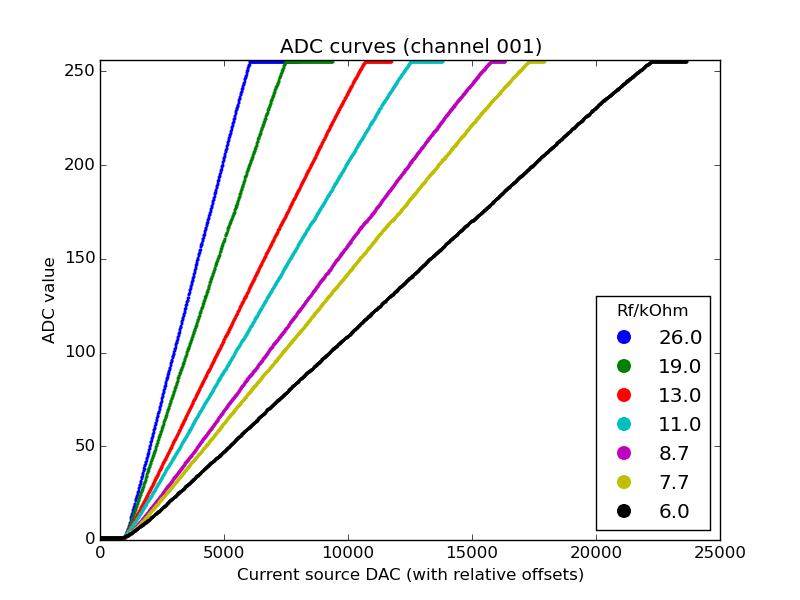 ADC curves (channel 001)
250
200
150
100
50
0
ADC value
Rf/kOhm
26.0
19.0
13.0
11.0
8.7
7.7
6.0
0 5000 10000 15000 20000 25000
Current source DAC (with relative offsets)